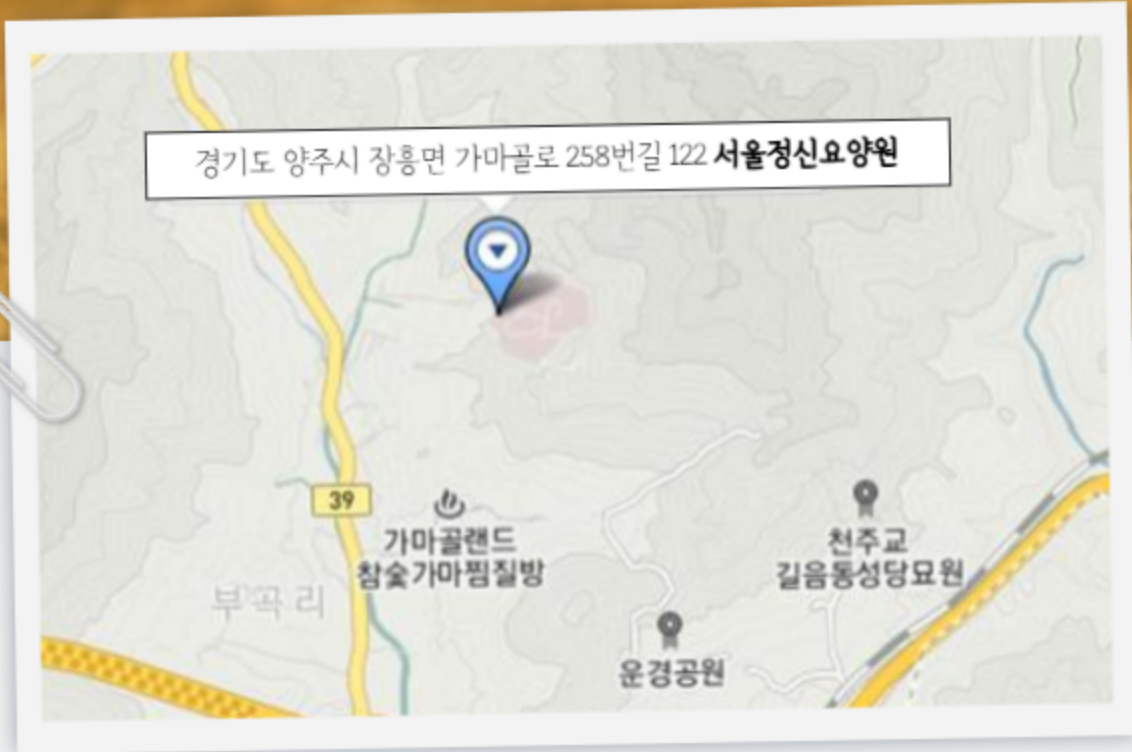 경기도 양주시 장흥면 가마골로 258번길 122 서울정신요양원
39
가마골랜드
참숯가마찜질방
천주교
길음동성당묘원
부곡리
운경공원